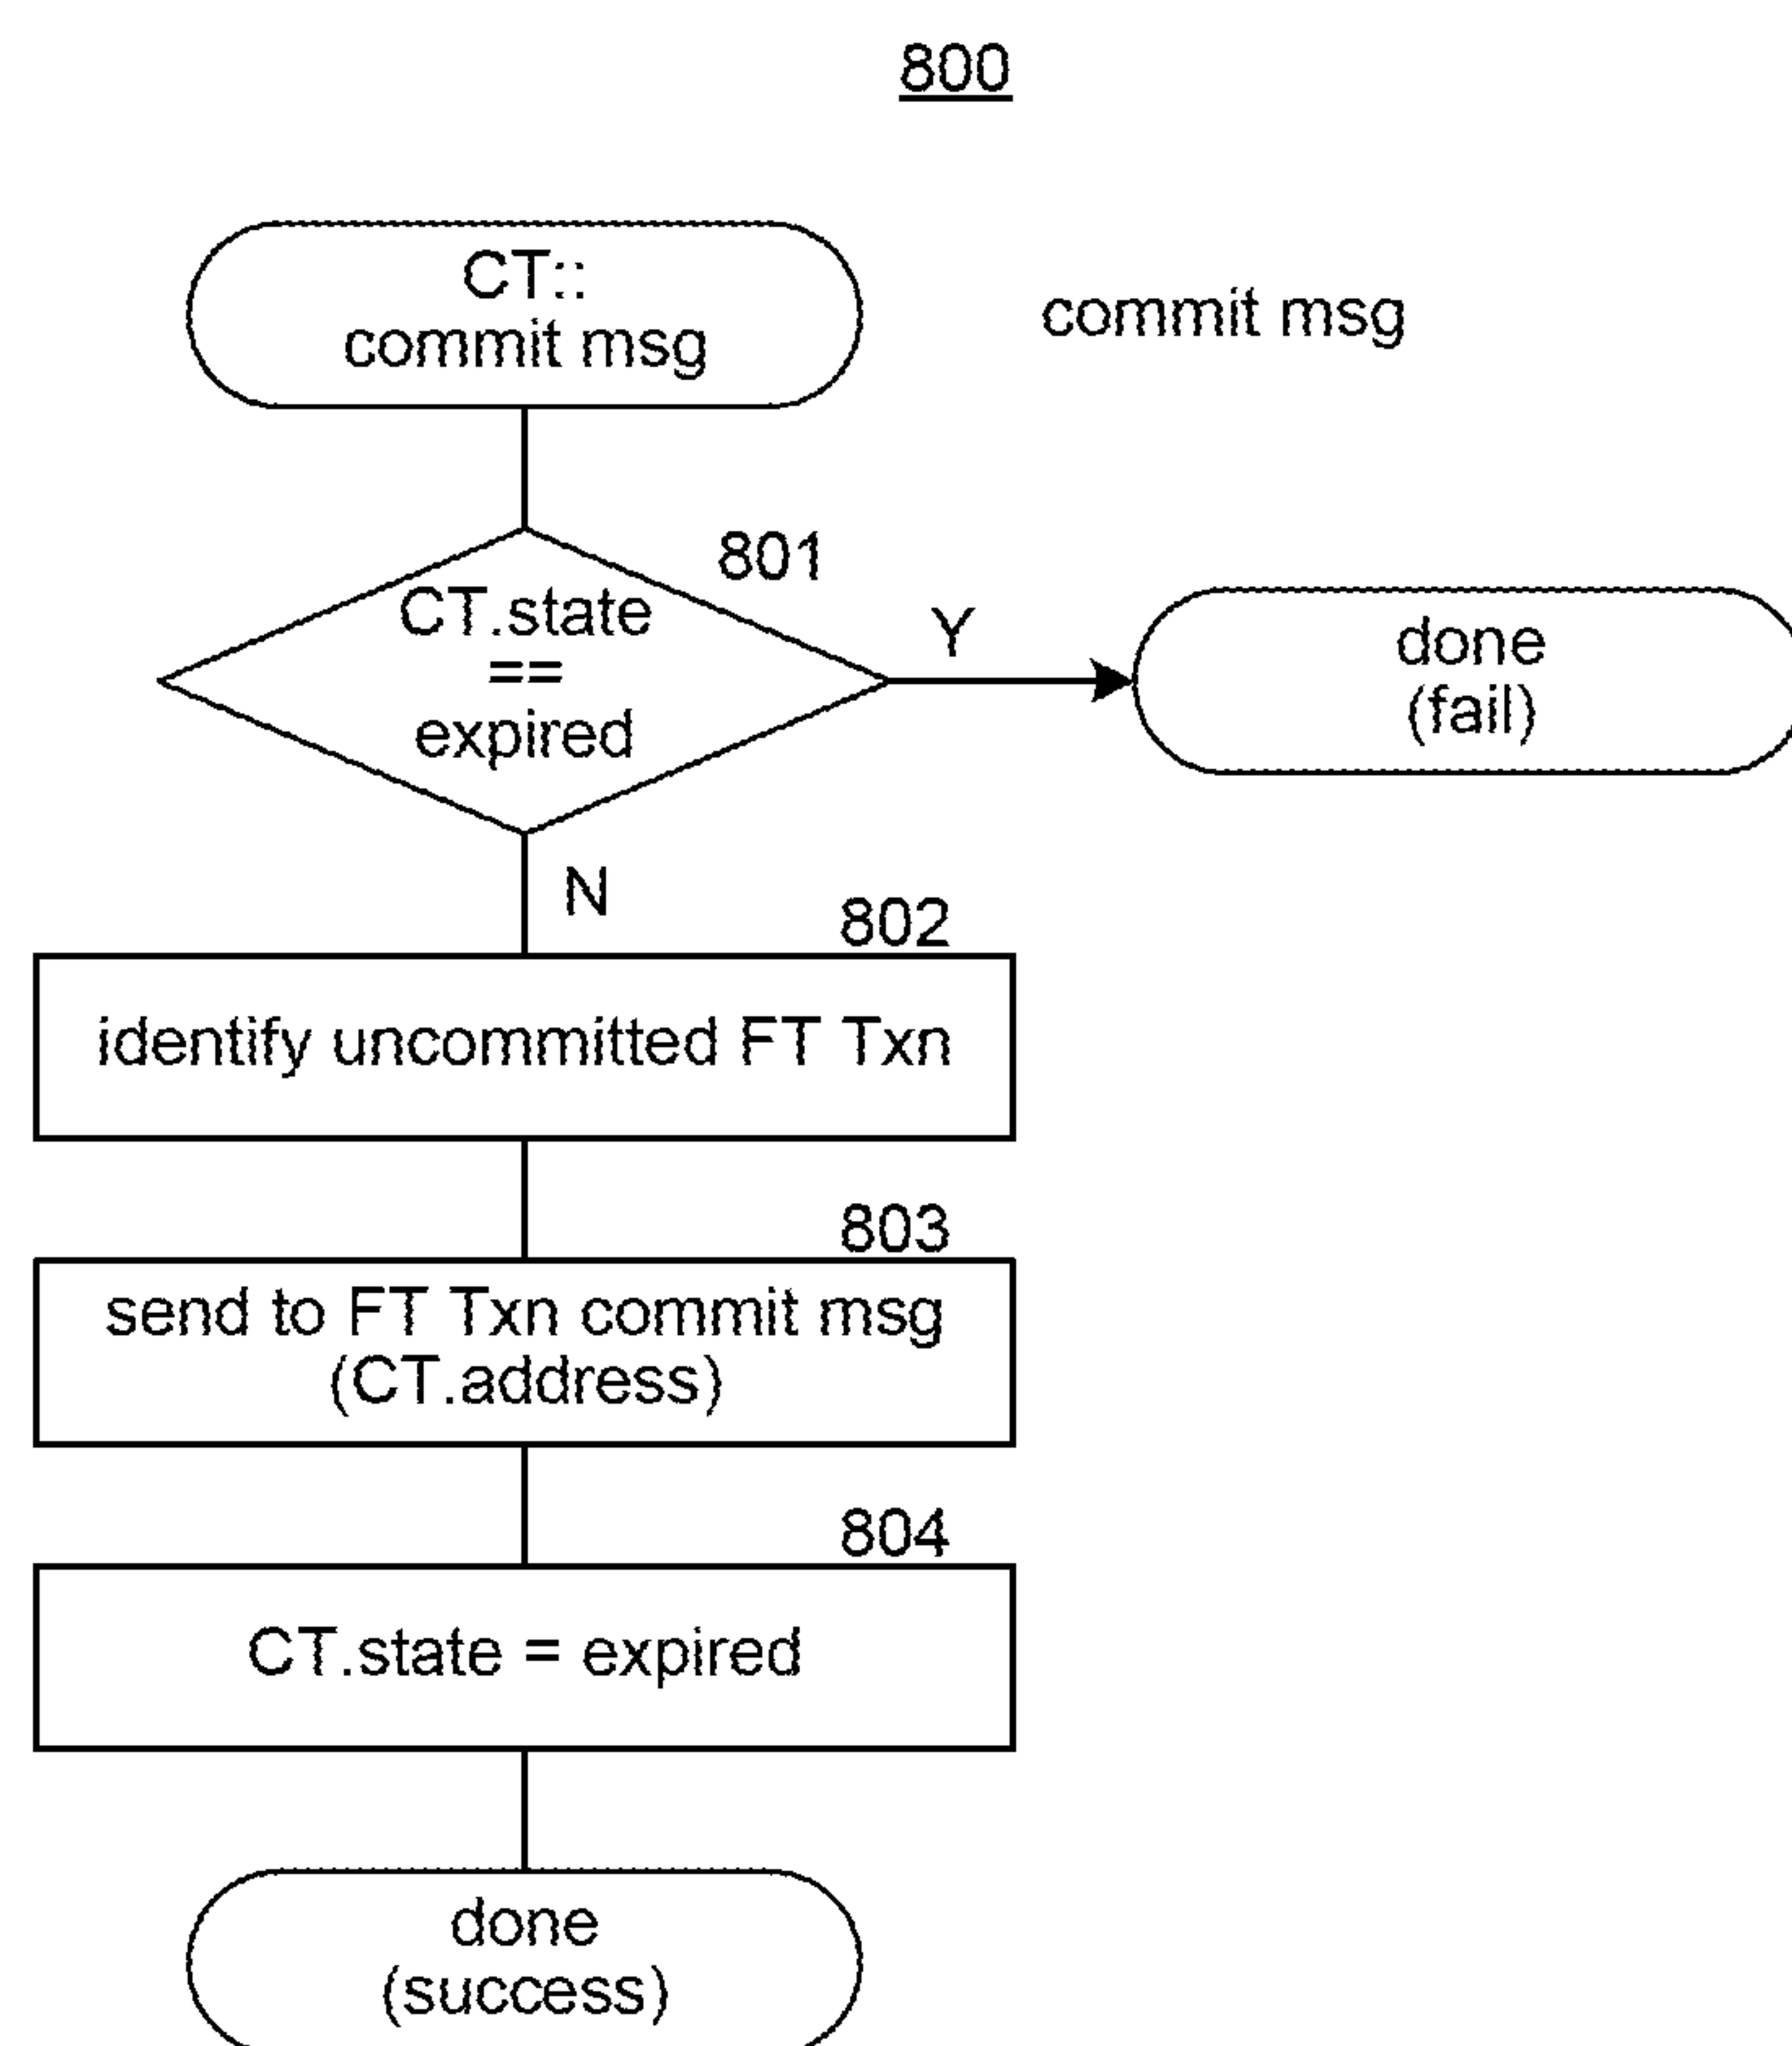 800
CT::
commit msg
commit msg
801
CT.state
==
expired
Y
done
(fail)
N
802
identify uncommitted FT Txn
803
send to FT Txn commit msg
(CT.address)
804
CT.state = expired
done
(success)